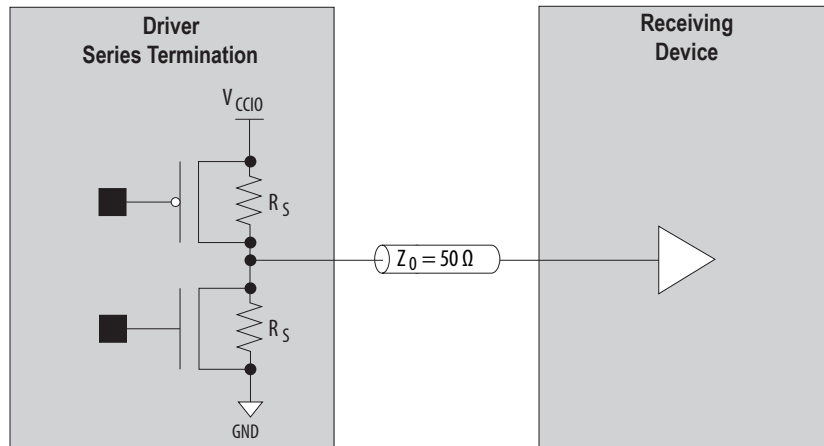 Driver
Series Termination
Receiving
Device
V CCIO
R S
Z 0 = 50 Ω
R S
GND